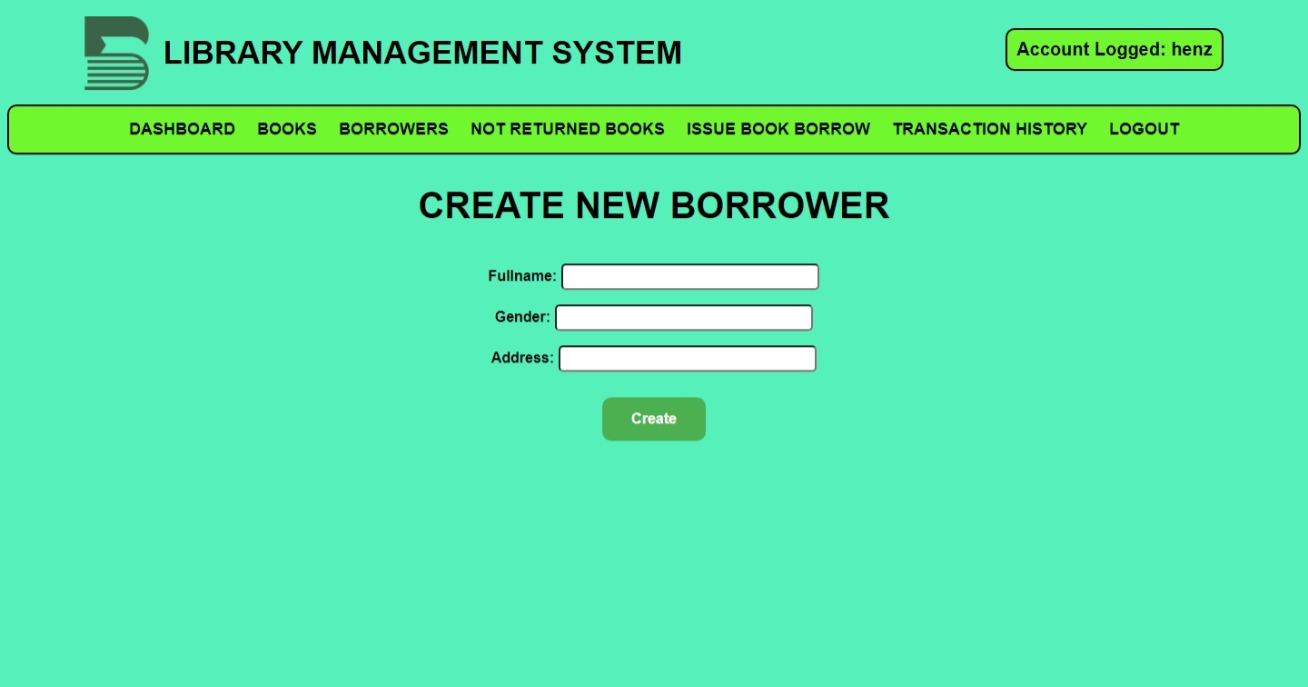 LIBRARY MANAGEMENT SYSTEM
Account Logged: henz
DASHBOARD BOOKS BORROWERS NOT RETURNED BOOKS ISSUE BOOK BORROW TRANSACTION HISTORY LOGOUT
CREATE NEW BORROWER
Fullname:
Gender:
Address:
Create